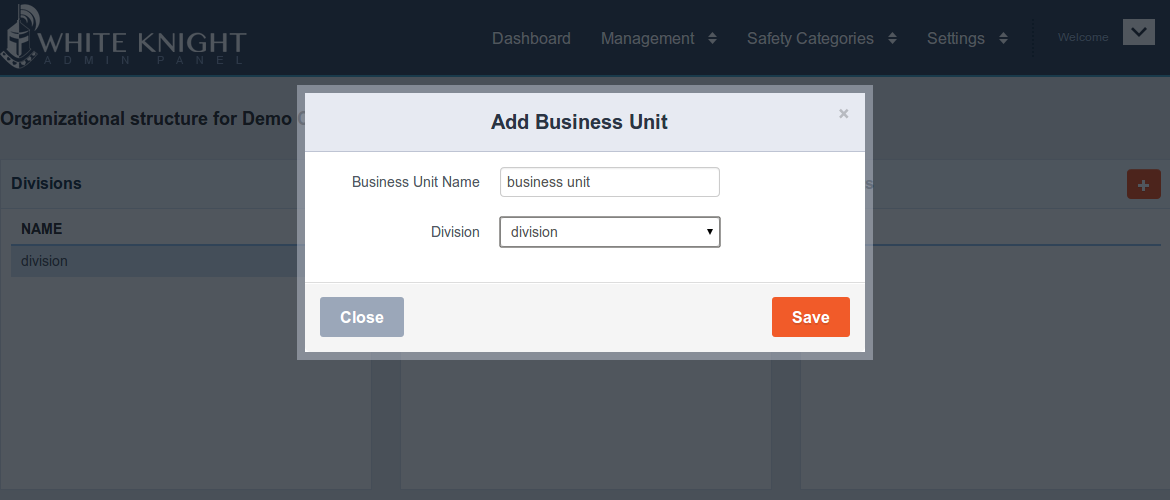 WHITE KNIGHT
ADMIN PANEL
Dashboard
Management
Safety Categories
Settings
Welcome
Organizational structure for Demo
Add Business Unit
×
Divisions
NAME
division
Business Unit Name
business unit
Division
division
Close
Save
+